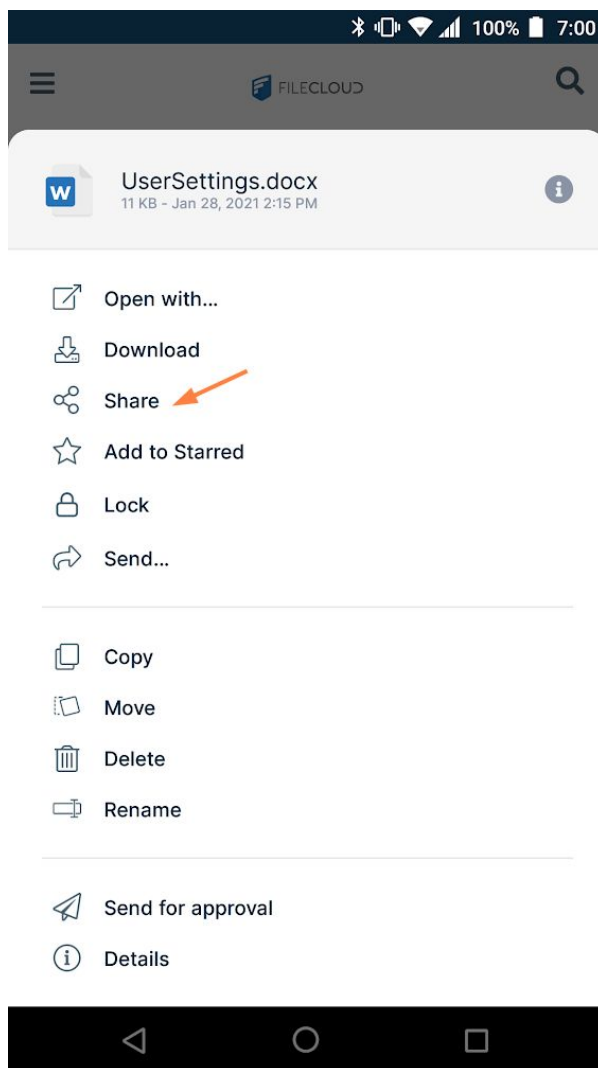 100% 7:00
FILECLOUD
W
UserSettings.docx
11 KB - Jan 28, 2021 2:15 PM
Open with...
Download
Share
Add to Starred
Lock
Send...
Copy
Move
Delete
Rename
Send for approval
Details